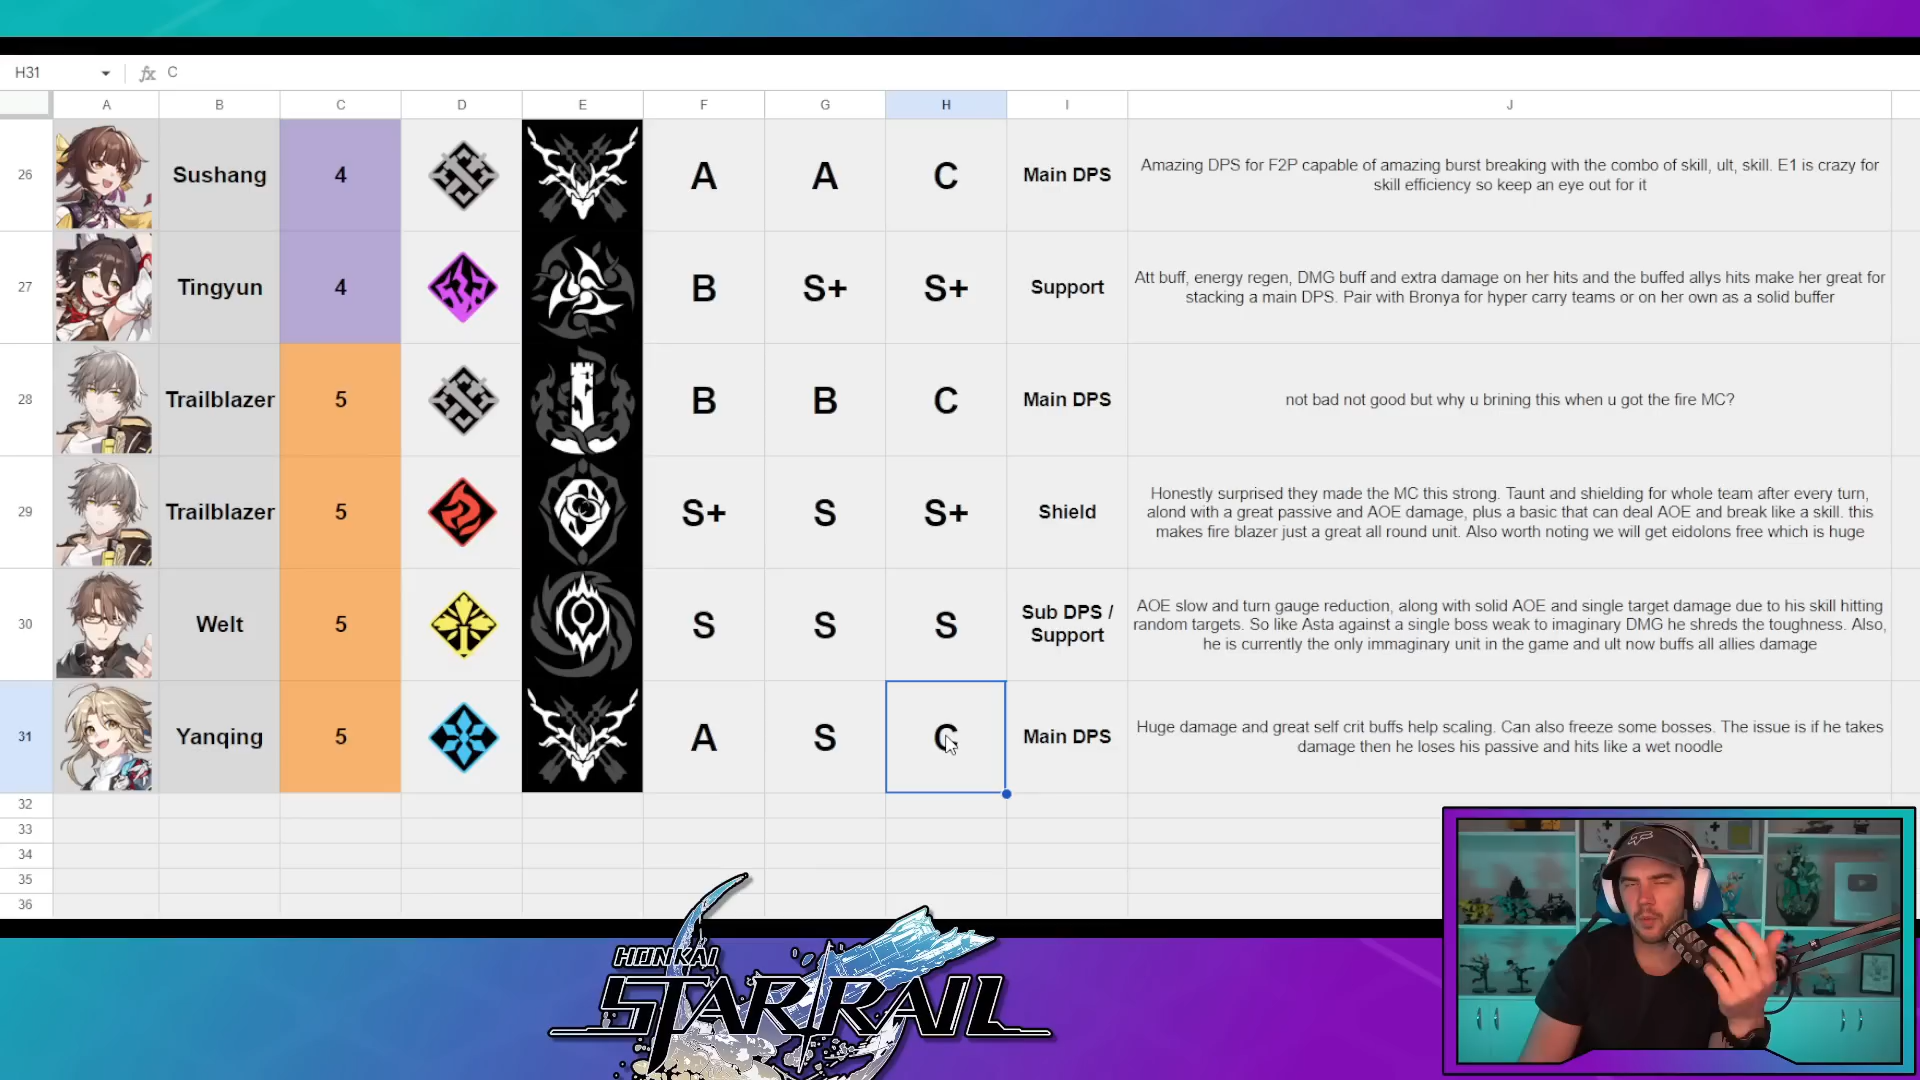 H31
fx C
A B C D E F G H I J
26 Sushang 4 A A C Main DPS
Amazing DPS for F2P capable of amazing burst breaking with the combo of skill, ult, skill. E1 is crazy for
skill efficiency so keep an eye out for it
27 Tingyun 4 B S+ S+ Support
Att buff, energy regen, DMG buff and extra damage on her hits and the buffed allys hits make her great for
stacking a main DPS. Pair with Bronya for hyper carry teams or on her own as a solid buffer
28 Trailblazer 5 B B C Main DPS
not bad not good but why u brining this when u got the fire MC?
29 Trailblazer 5 S+ S S+ Shield
Honestly surprised they made the MC this strong. Taunt and shielding for whole team after every turn,
alond with a great passive and AOE damage, plus a basic that can deal AOE and break like a skill. this
makes fire blazer just a great all round unit. Also worth noting we will get eidolons free which is huge
30 Welt 5 S S S Sub DPS /
Support
AOE slow and turn gauge reduction, along with solid AOE and single target damage due to his skill hitting
random targets. So like Asta against a single boss weak to imaginary DMG he shreds the toughness. Also,
he is currently the only immaginary unit in the game and ult now buffs all allies damage
31 Yanqing 5 A S C Main DPS
Huge damage and great self crit buffs help scaling. Can also freeze some bosses. The issue is if he takes
damage then he loses his passive and hits like a wet noodle
32
33
34
35
36
HONKAI
STAR RAIL